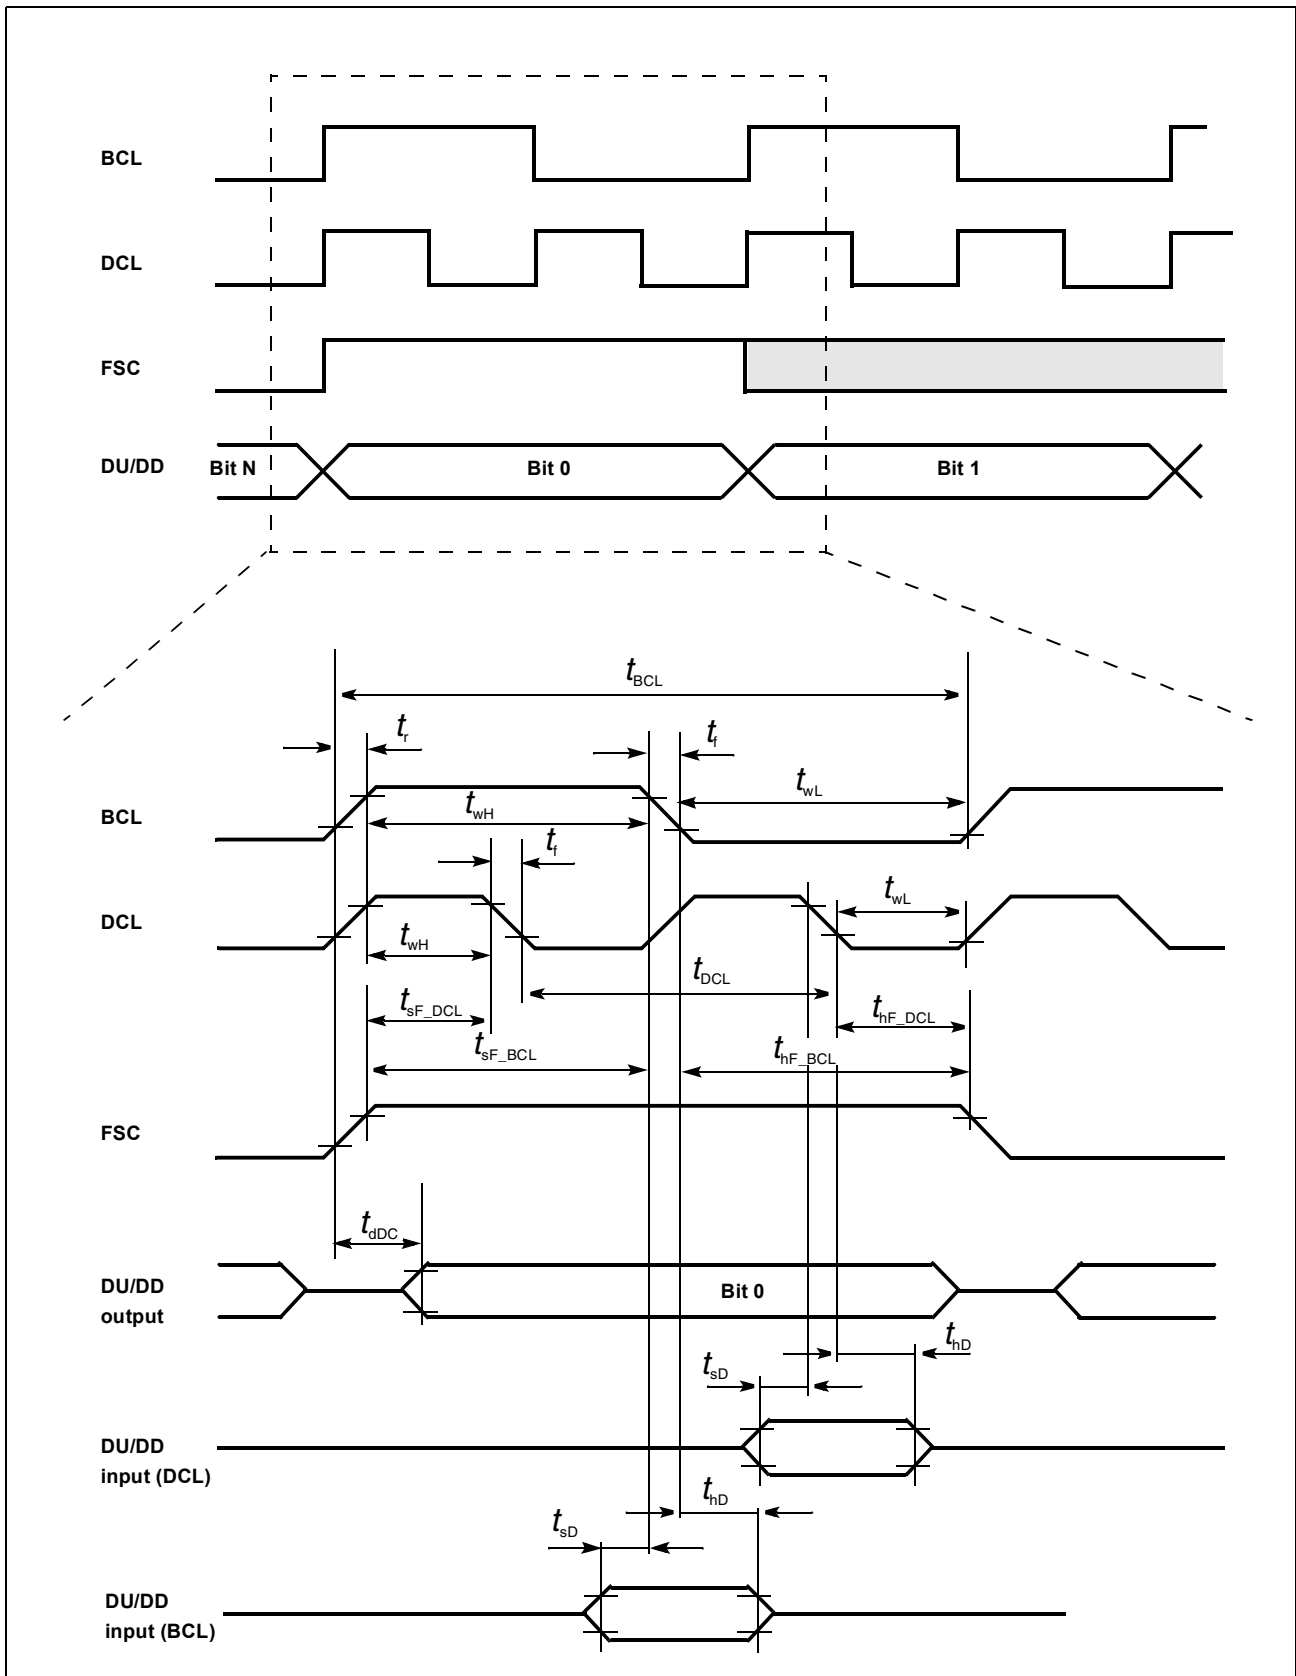 BCL
DCL
FSC
DU/DD Bit N Bit 0 Bit 1
tBCL
tr tf
twL
BCL
twH
tf
twL
DCL
twH
tDCL
tsF_DCL thF_DCL
tsF_BCL thF_BCL
FSC
tdDC
DU/DD
output
Bit 0
thD
tsD
DU/DD
input (DCL)
thD
tsD
DU/DD
input (BCL)